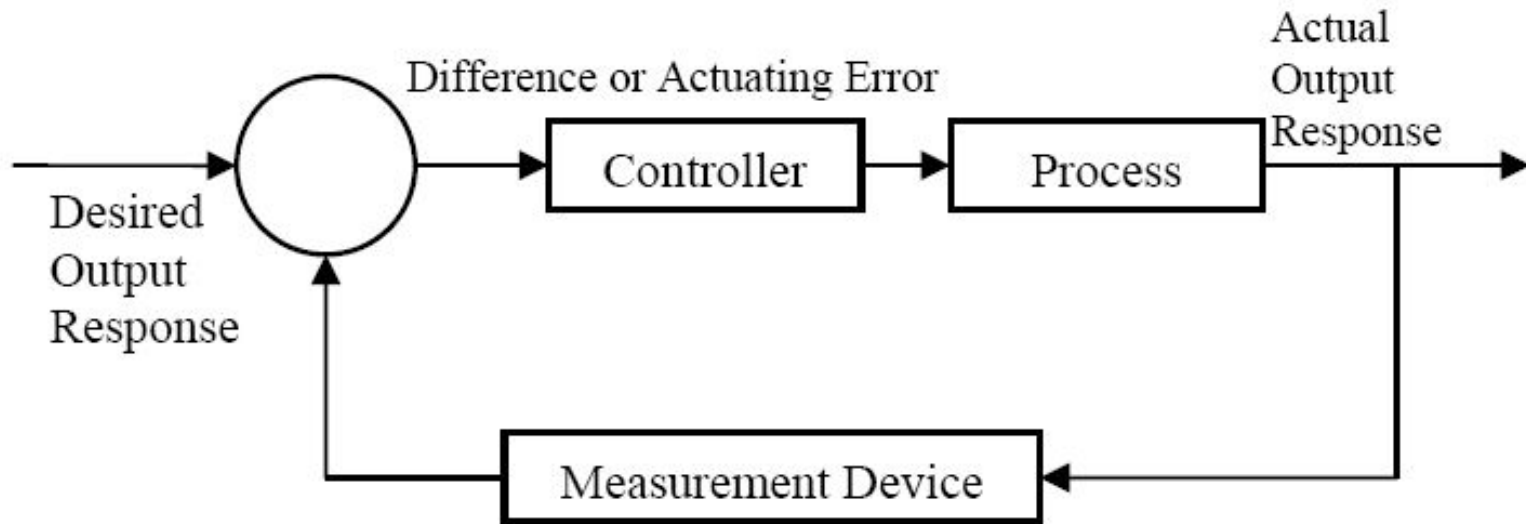 Desired
Output
Response
Difference or Actuating Error
Controller
Process
Actual
Output
Response
Measurement Device